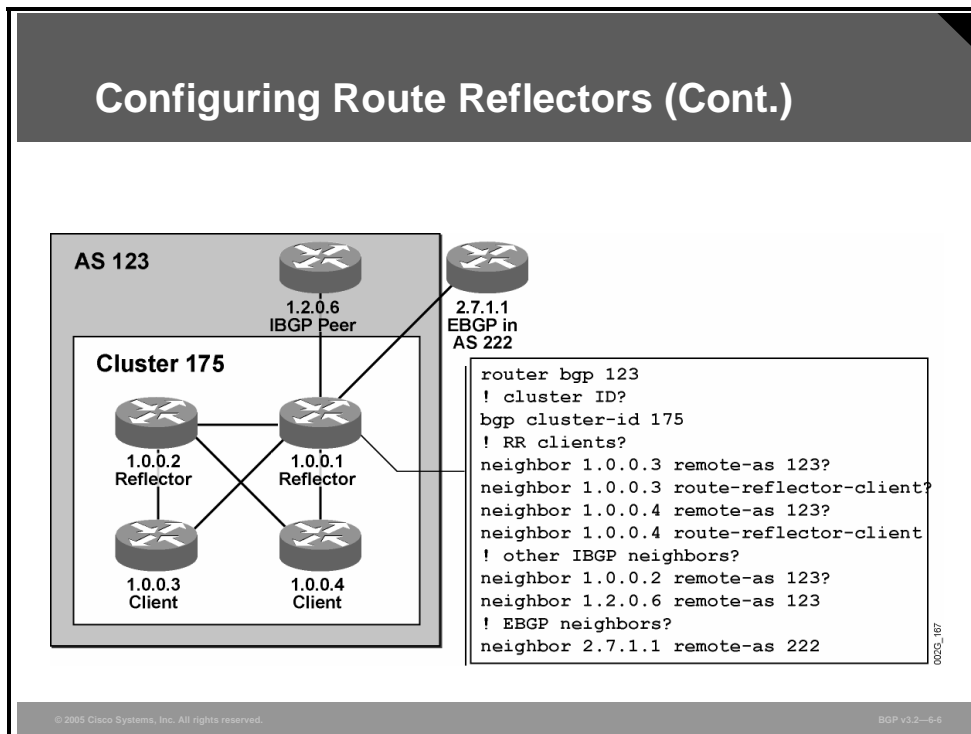 Configuring Route Reflectors (Cont.)
AS 123
1.2.0.6
IBGP Peer
2.7.1.1
EBGP in
AS 222
Cluster 175
1.0.0.2
Reflector
1.0.0.1
Reflector
1.0.0.3
Client
1.0.0.4
Client
router bgp 123
! cluster ID?
bgp cluster-id 175
! RR clients?
neighbor 1.0.0.3 remote-as 123?
neighbor 1.0.0.3 route-reflector-client?
neighbor 1.0.0.4 remote-as 123?
neighbor 1.0.0.4 route-reflector-client
! other IBGP neighbors?
neighbor 1.0.0.2 remote-as 123?
neighbor 1.2.0.6 remote-as 123
! EBGP neighbors?
neighbor 2.7.1.1 remote-as 222
002G_167
© 2005 Cisco Systems, Inc. All rights reserved.
BGP v3.2—6-6